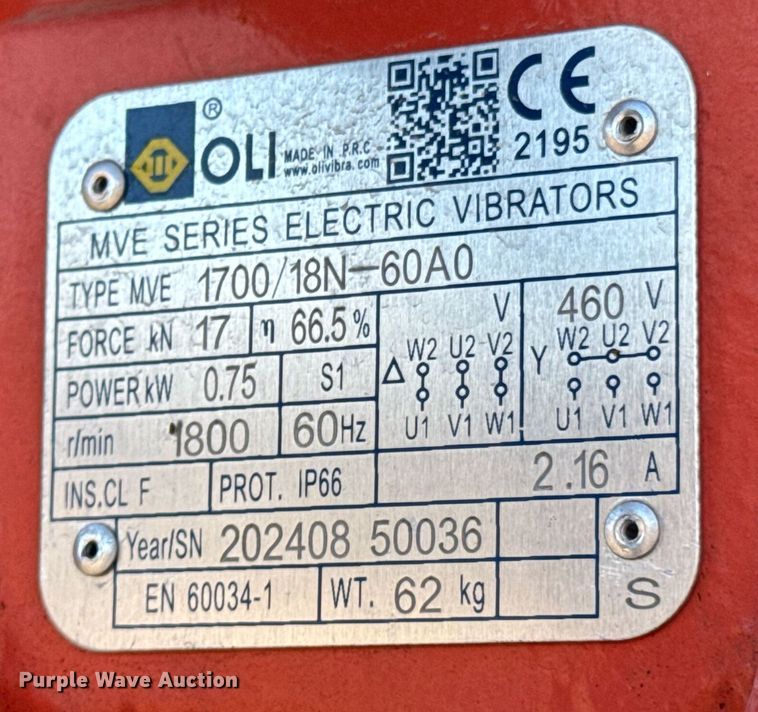 ® OLI MADE IN P.R.C
www.olivibra.com
CE
2195
MVE SERIES ELECTRIC VIBRATORS
TYPE MVE 1700/18N-60A0
FORCE kN 17 η 66.5% V 460 V
POWER kW 0.75 S1
△ W2 U2 V2 Y W2 U2 V2
U1 V1 W1 U1 V1 W1
r/min 1800 60Hz
INS.CL F PROT. IP66 2.16 A
Year/SN 202408 50036
EN 60034-1 WT. 62 kg S
Purple Wave Auction